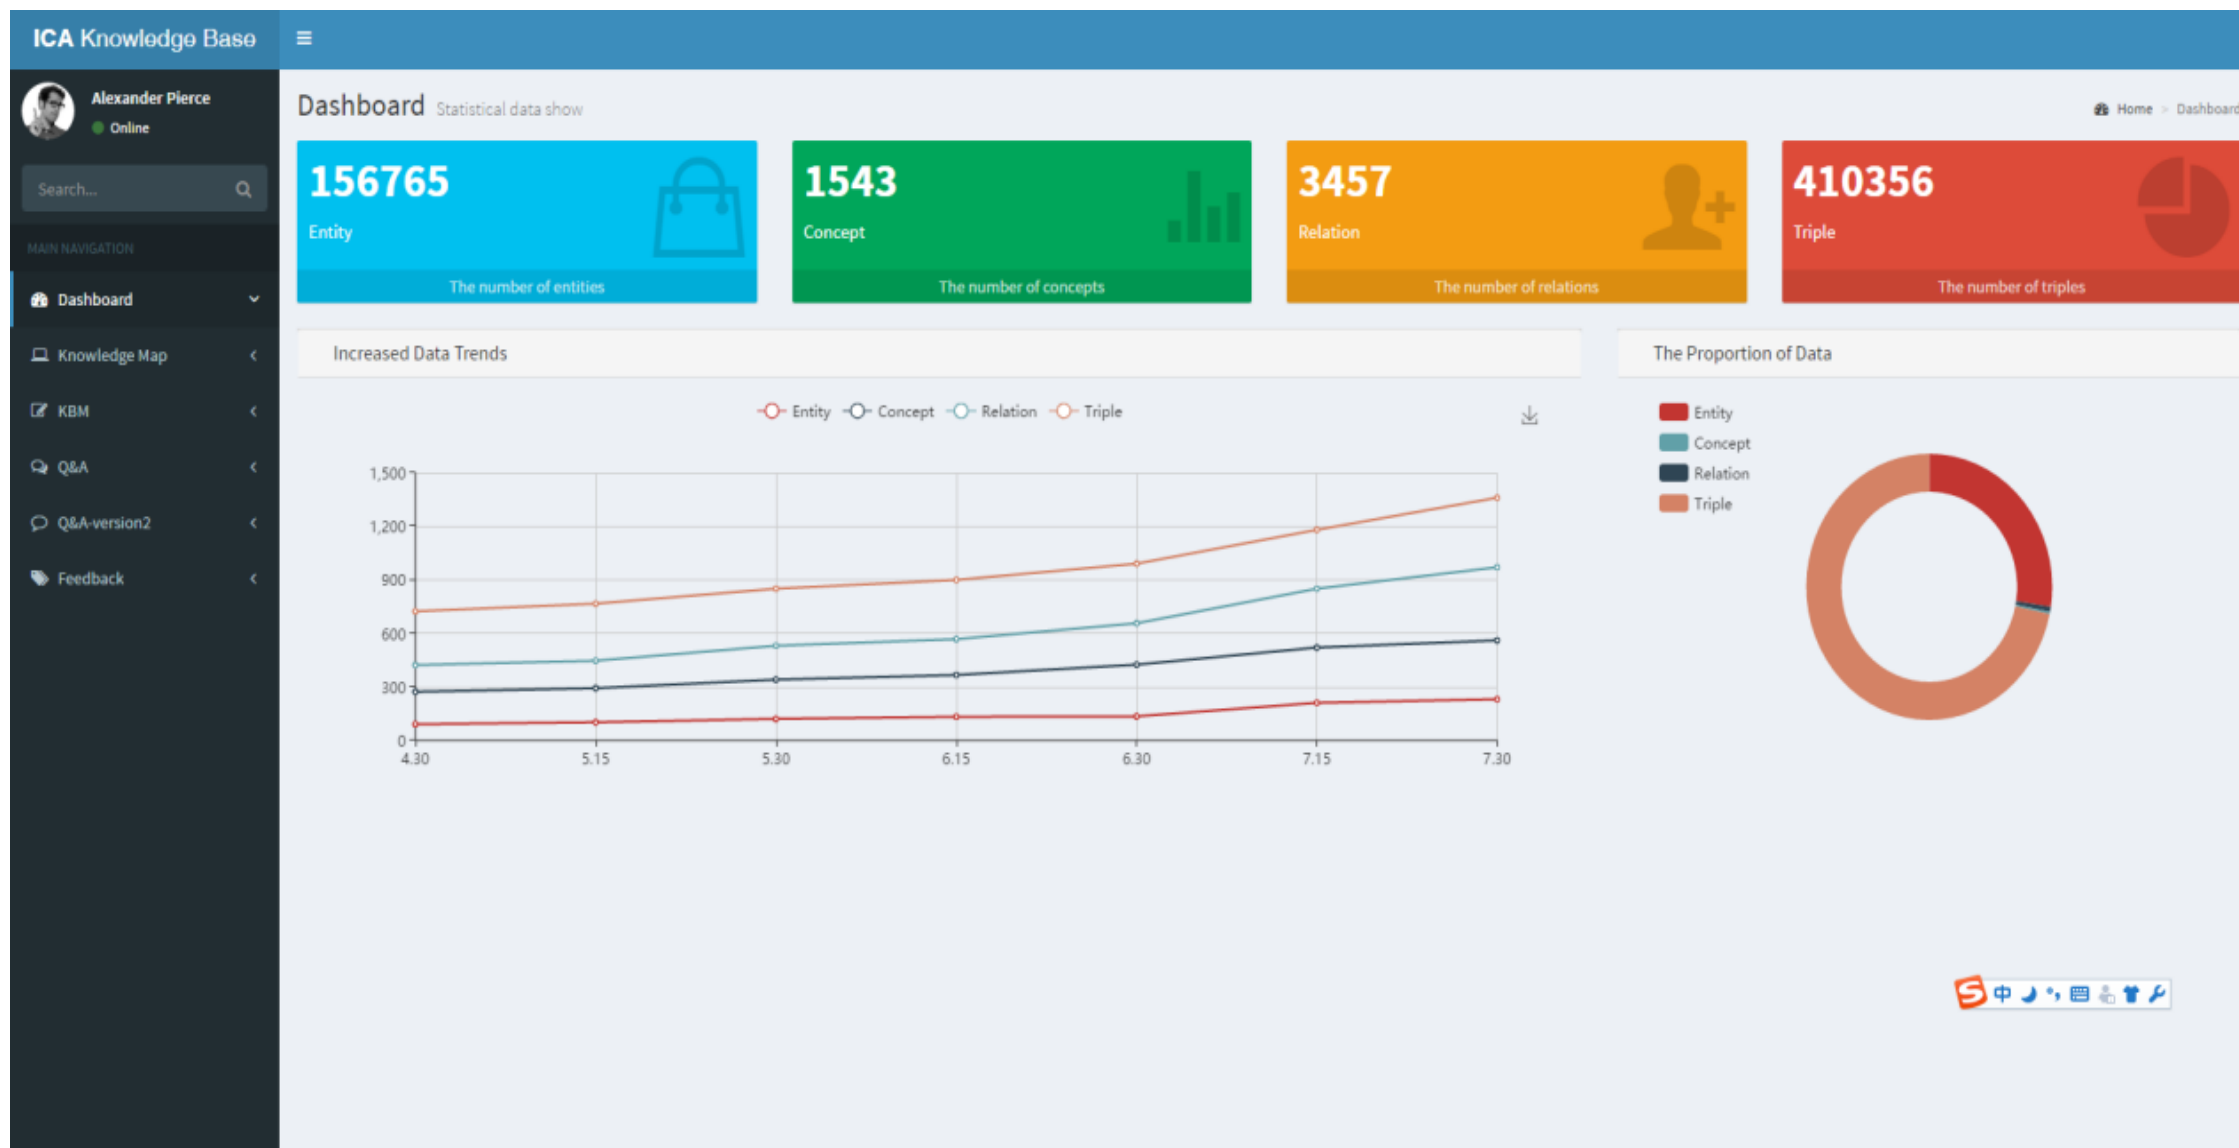 ICA Knowledge Base
Alexander Pierce
Online
Search...
MAIN NAVIGATION
Dashboard
Knowledge Map
KBM
Q&A
Q&A-version2
Feedback
Dashboard Statistical data show
Home > Dashboard
156765
Entity
The number of entities
1543
Concept
The number of concepts
3457
Relation
The number of relations
410356
Triple
The number of triples
Increased Data Trends
Entity Concept Relation Triple
1,500
1,200
900
600
300
0
4.30 5.15 5.30 6.15 6.30 7.15 7.30
The Proportion of Data
Entity
Concept
Relation
Triple
S 中